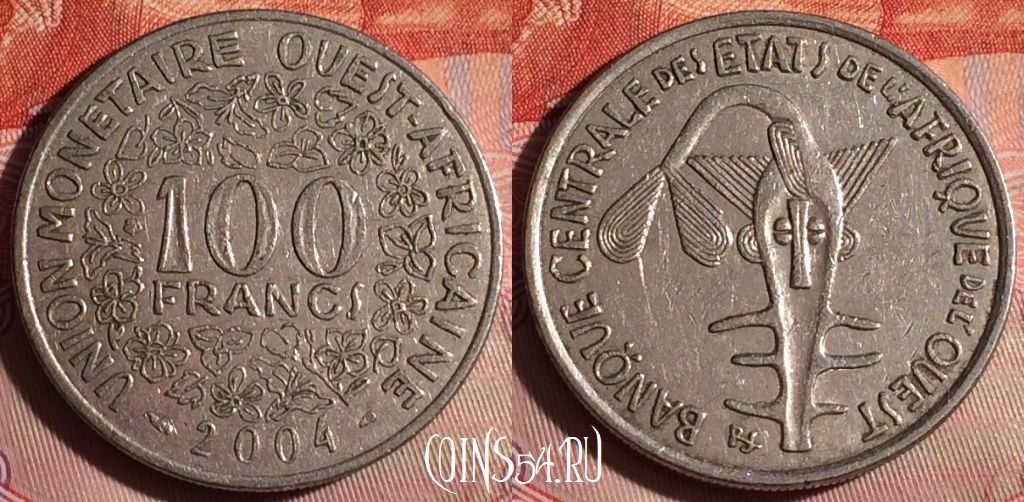 UNION MONETAIRE OUEST-AFRICAINE
100
FRANCS
2004
BANQUE CENTRALE DES ETATS DE L'AFRIQUE DE L'OUEST
COINS54.RU